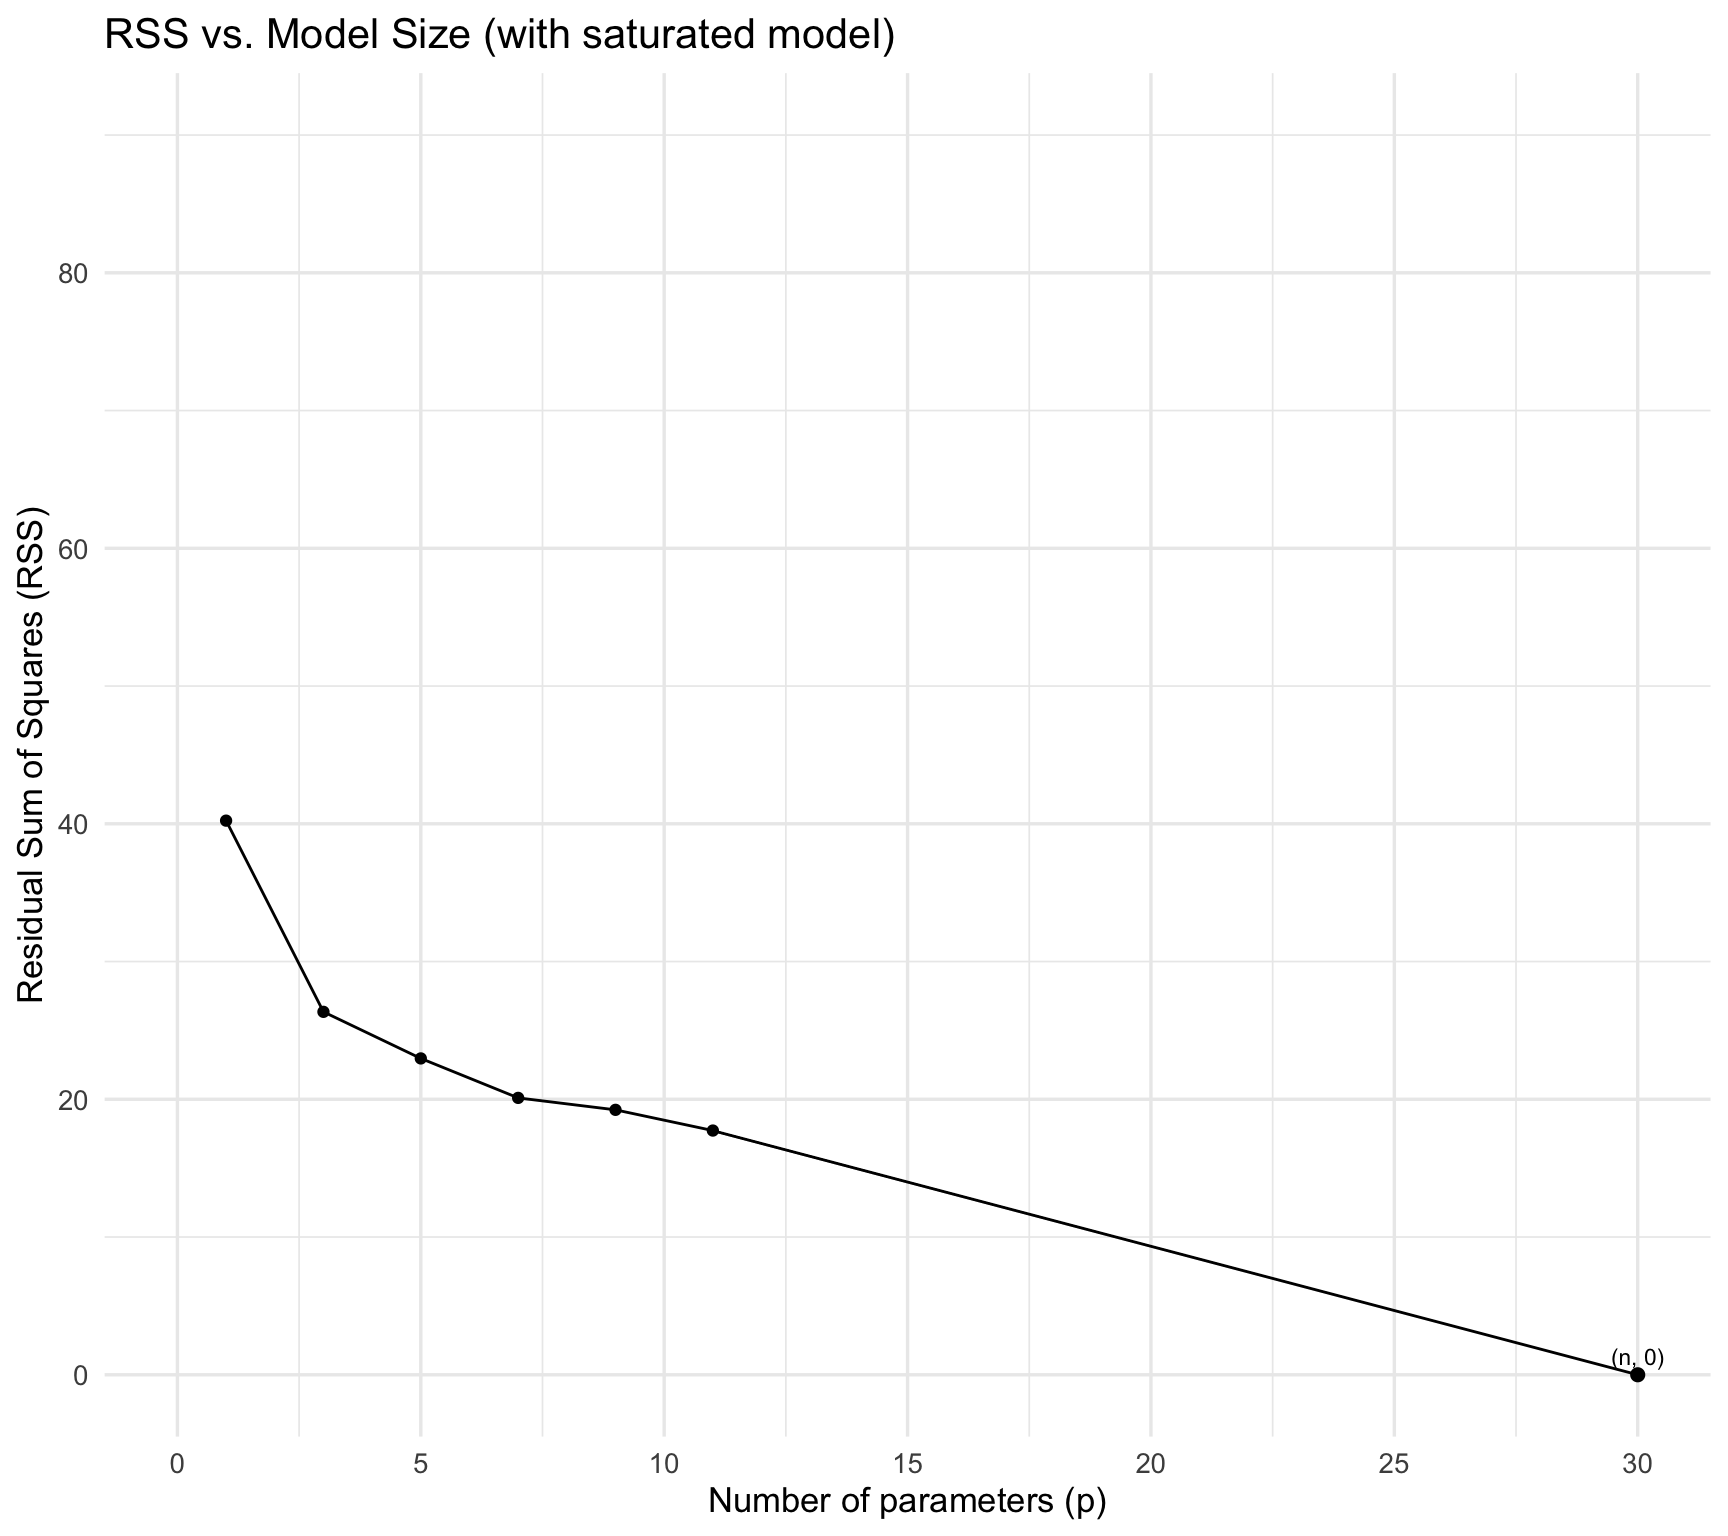 RSS vs. Model Size (with saturated model)
Residual Sum of Squares (RSS)
80
60
40
20
0
(n, 0)
0 5 10 15 20 25 30
Number of parameters (p)